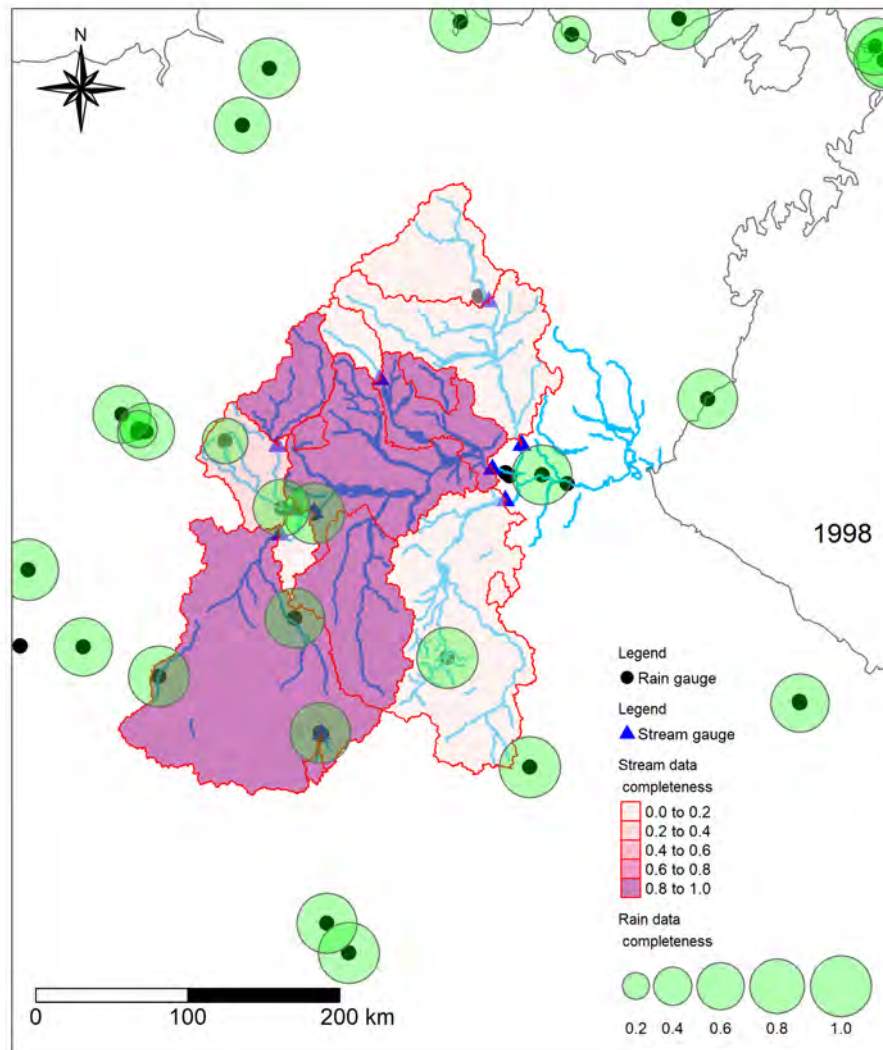 N
1998
Legend
Rain gauge
Legend
Stream gauge
Stream data
completeness
0.0 to 0.2
0.2 to 0.4
0.4 to 0.6
0.6 to 0.8
0.8 to 1.0
Rain data
completeness
0.2 0.4 0.6 0.8 1.0
0 100 200 km